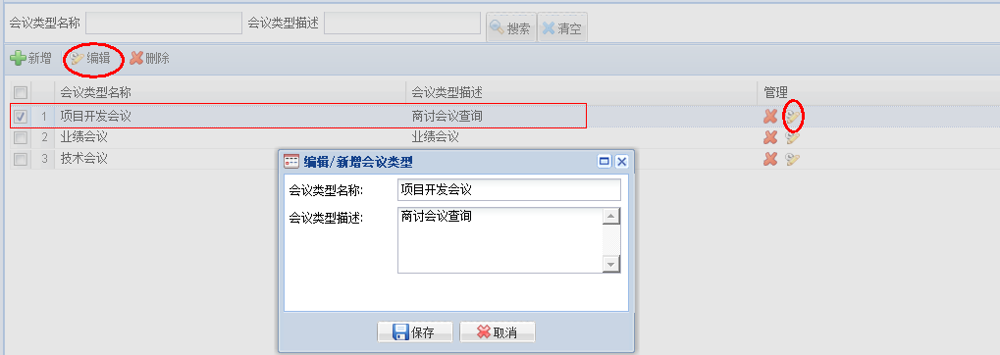 会议类型名称 会议类型描述 搜索 清空
新增 编辑 删除
会议类型名称 会议类型描述 管理
1 项目开发会议 商讨会议查询
2 业绩会议 业绩会议
3 技术会议
编辑/新增会议类型
会议类型名称: 项目开发会议
会议类型描述: 商讨会议查询
保存 取消